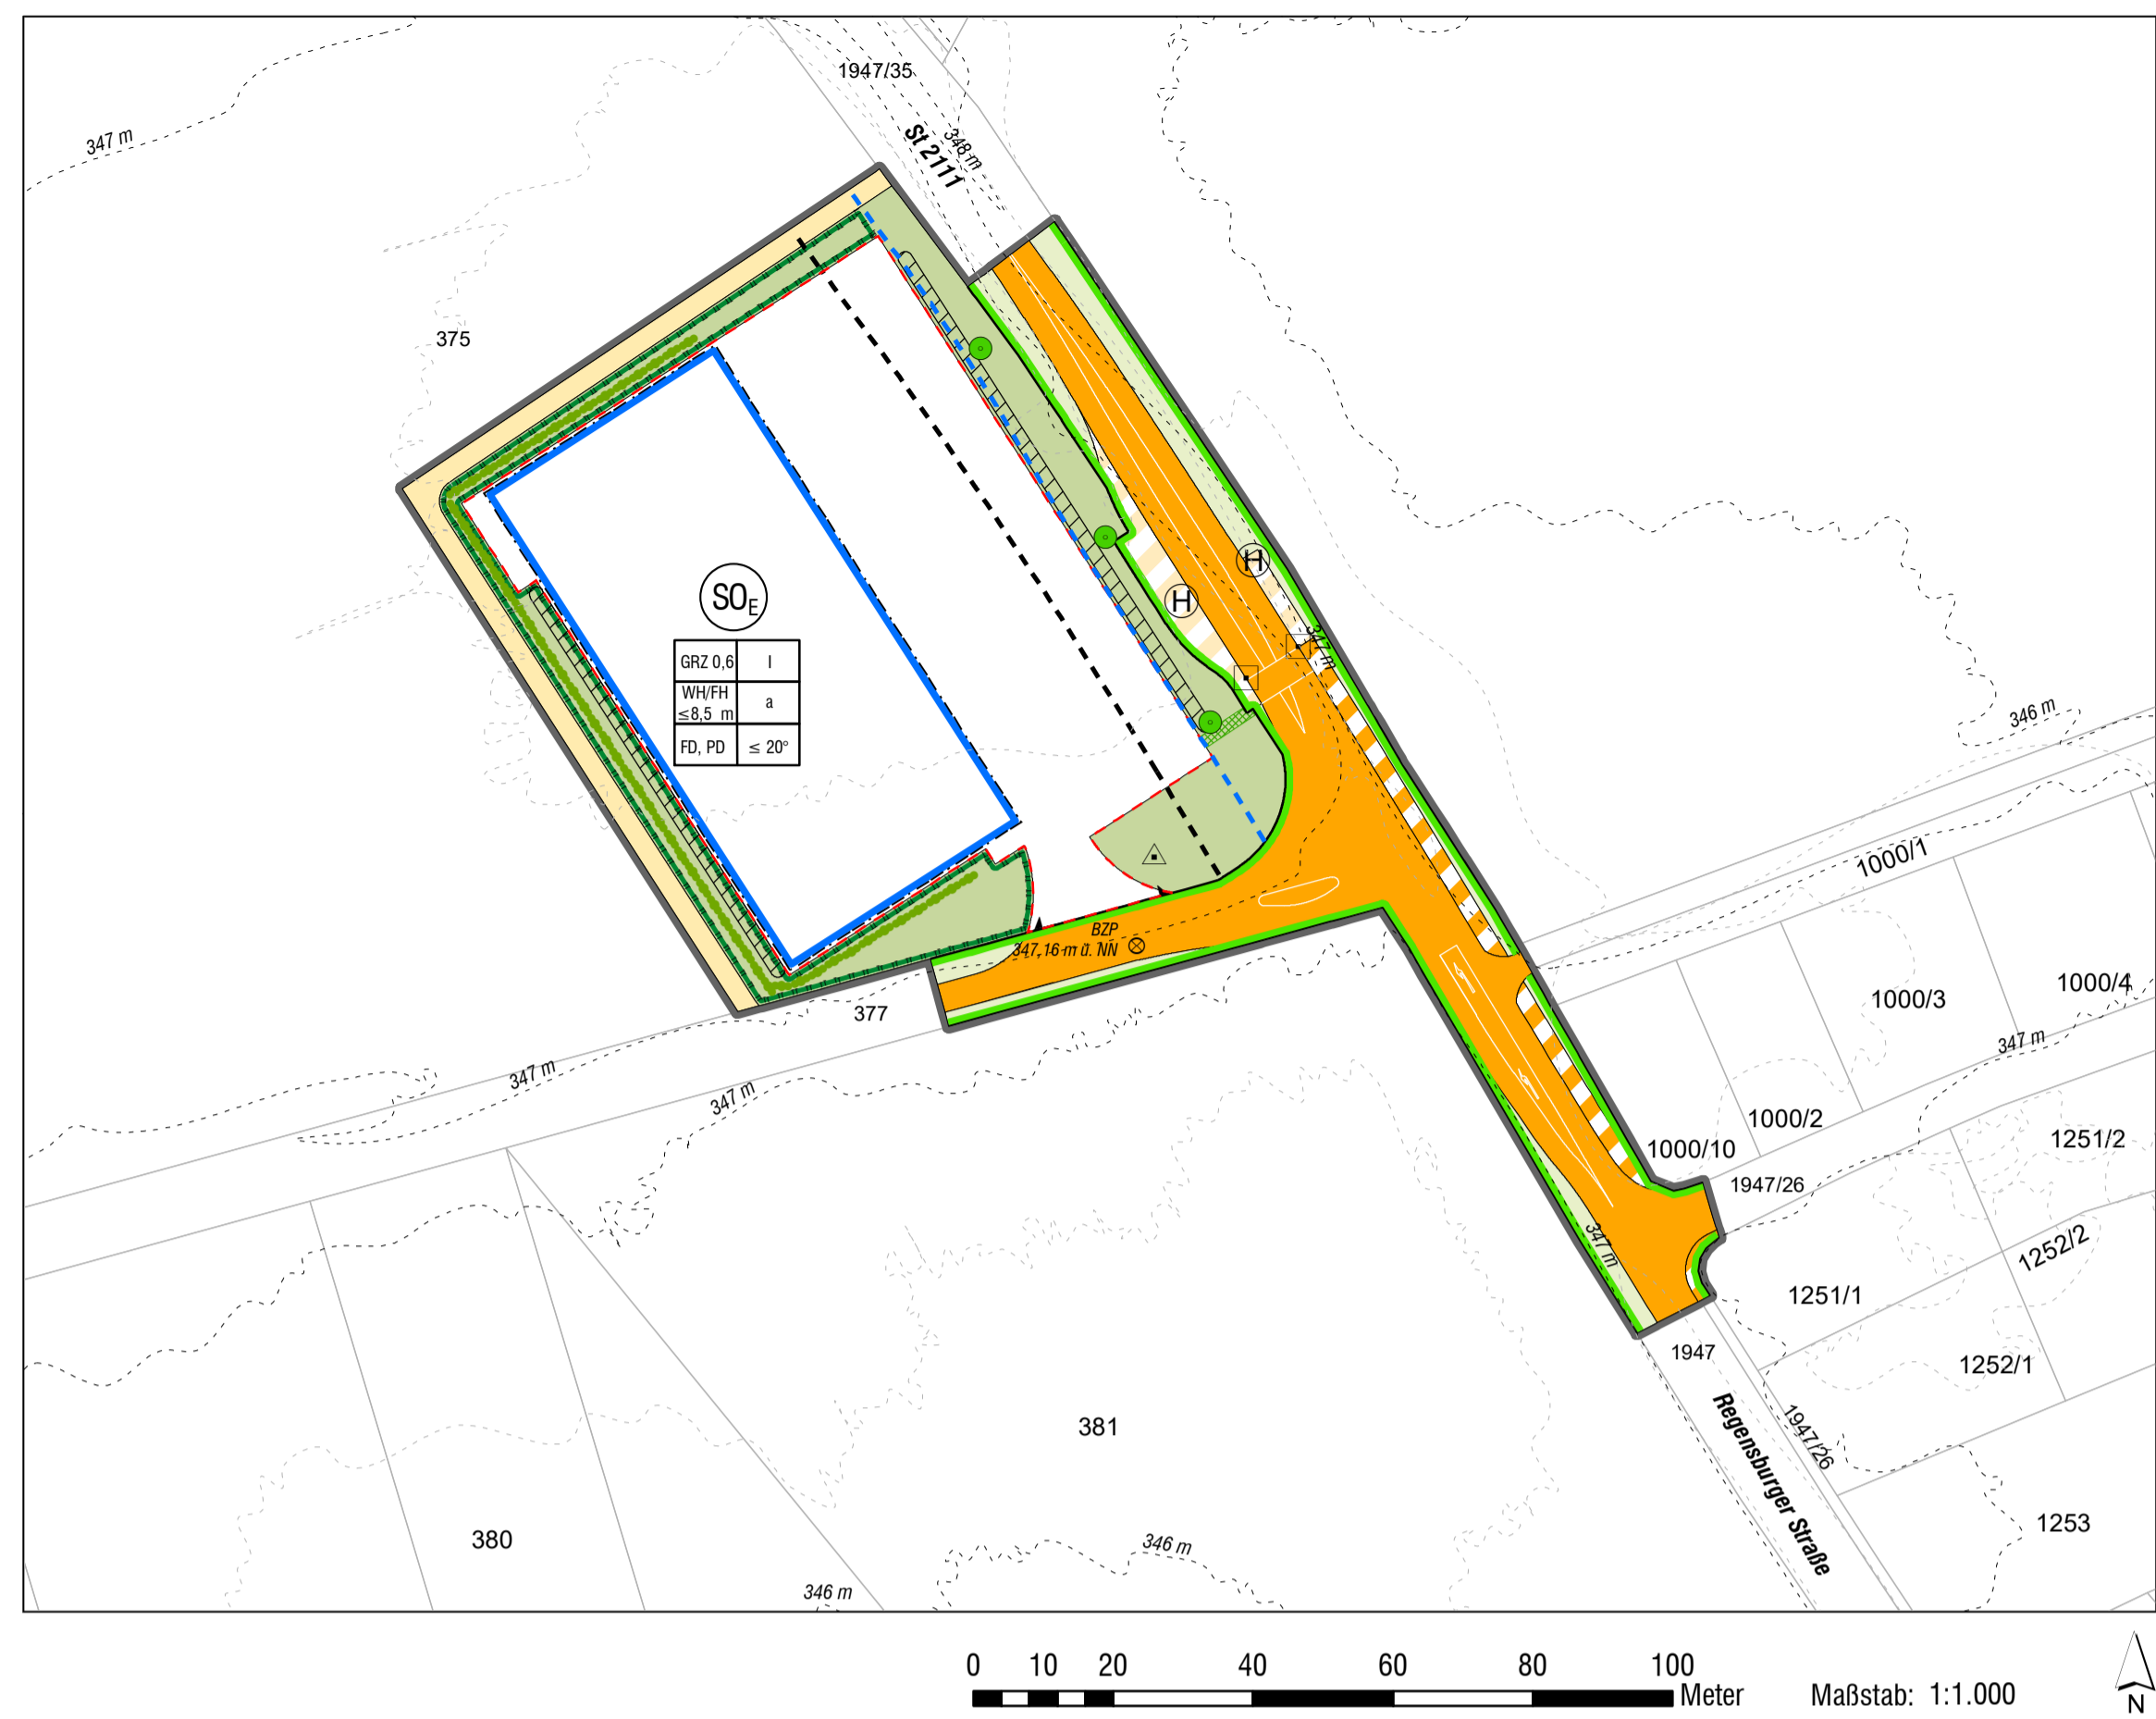 1947/35
St 2111
348 m
347 m
375
H
H
347 m
SO E
GRZ 0,6 I
WH/FH
≤8,5 m a
FD, PD ≤ 20°
346 m
1000/1
BZP
347,16 m ü. NN
377
1000/3
1000/4
347 m
347 m
347 m
1000/2
1000/10
1251/2
1947/26
1252/2
347 m
1251/1
1947
1252/1
381
Regensburger Straße
1947/26
1253
380
346 m
346 m
0 10 20 40 60 80 100
Meter
Maßstab: 1:1.000
N